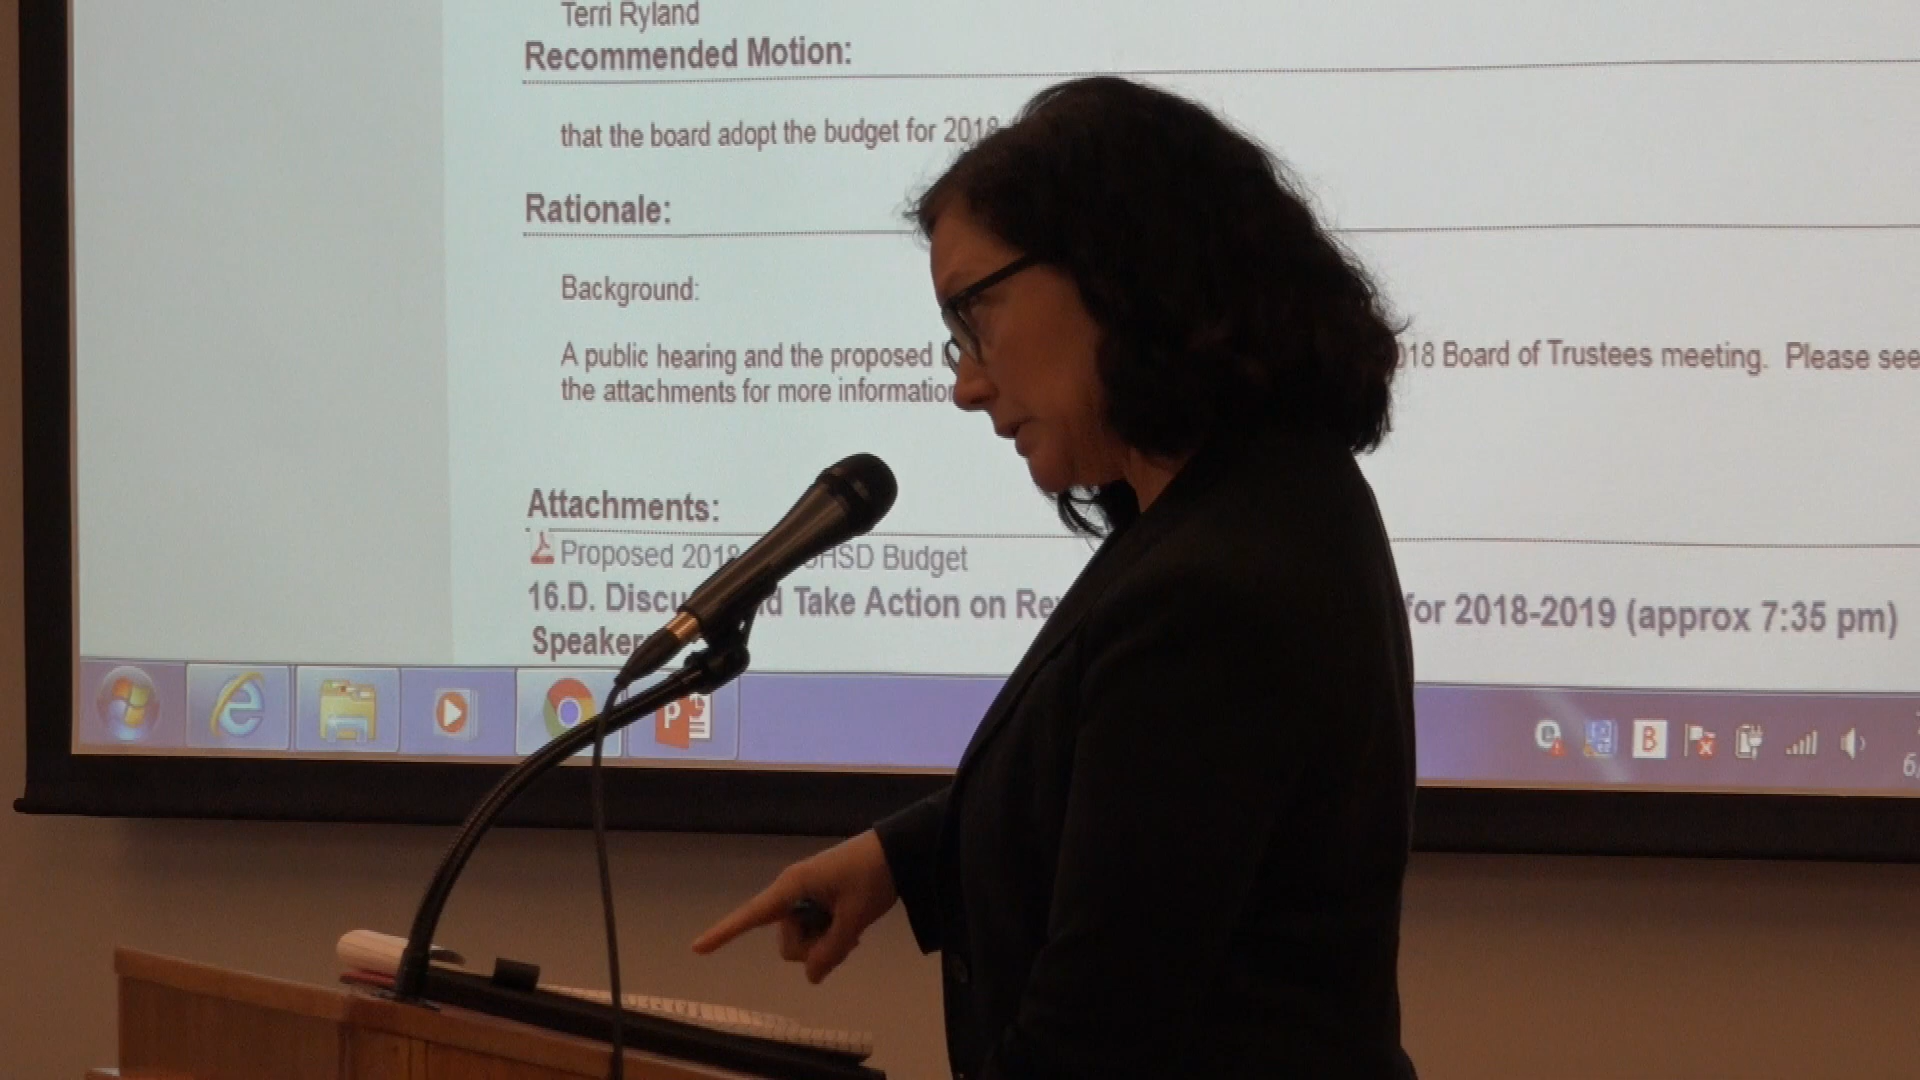 Terri Ryland
Recommended Motion:
that the board adopt the budget for 2018
Rationale:
Background:
A public hearing and the proposed 018 Board of Trustees meeting. Please see
the attachments for more information
Attachments:
Proposed 201 HSD Budget
16.D. Discu d Take Action on Re for 2018-2019 (approx 7:35 pm)
Speaker